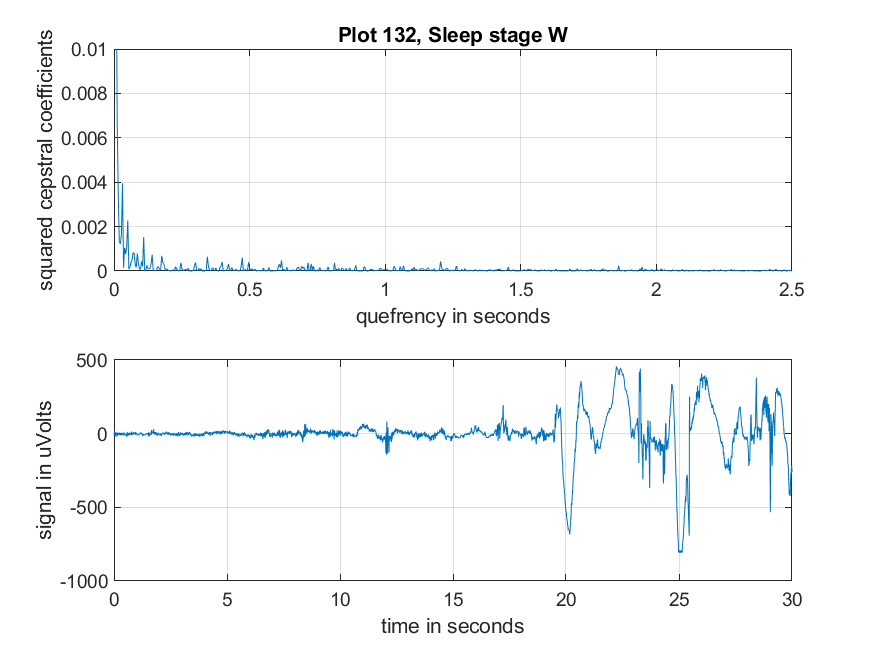 Plot 132, Sleep stage W
squared cepstral coefficients
0.01
0.008
0.006
0.004
0.002
0
0 0.5 1 1.5 2 2.5
quefrency in seconds
signal in uVolts
500
0
-500
-1000
0 5 10 15 20 25 30
time in seconds